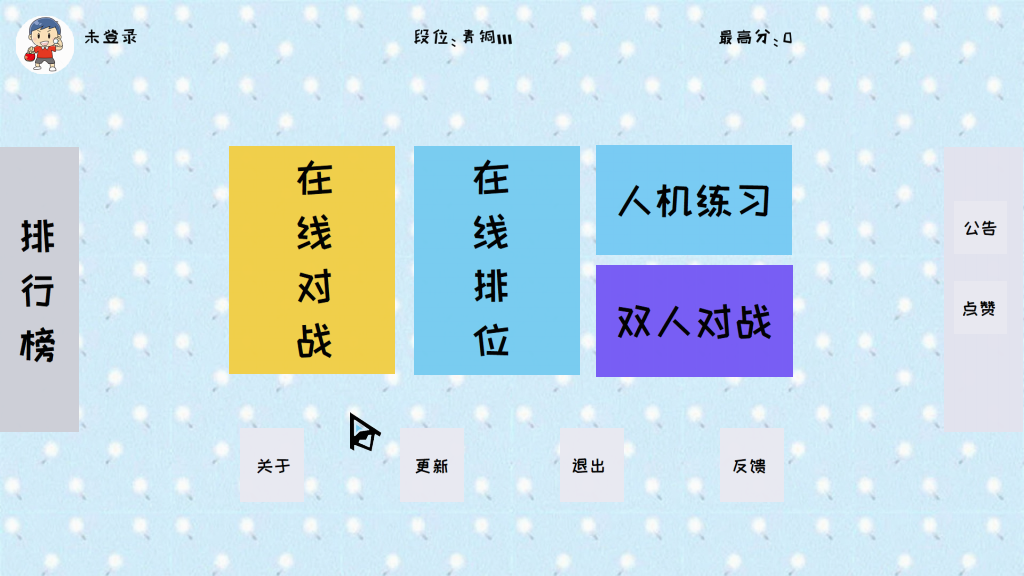 未登录
段位:青铜III
最高分:0
排行榜
在线对战
在线排位
人机练习
双人对战
公告
点赞
关于
更新
退出
反馈